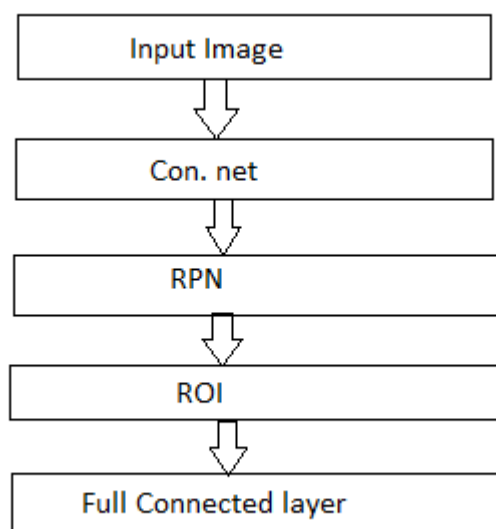 Input Image
Con. net
RPN
ROI
Full Connected layer